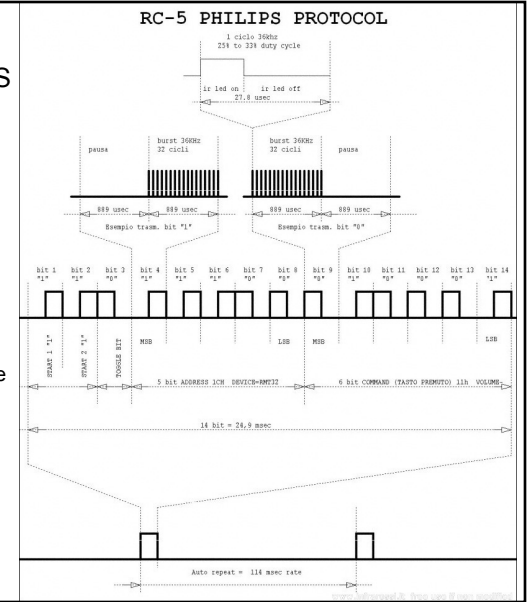 RC-5 PHILIPS PROTOCOL
1 ciclo 36khz
25% to 33% duty cycle
S
ir led on ir led off
27.8 usec
pausa
burst 36KHz
32 cicli
burst 36KHz
32 cicli
pausa
889 usec 889 usec 889 usec 889 usec
Esempio trasm. bit "1" Esempio trasm. bit "0"
bit 1 bit 2 bit 3 bit 4 bit 5 bit 6 bit 7 bit 8 bit 9 bit 10 bit 11 bit 12 bit 13 bit 14
"1" "1" "0" "1" "1" "1" "0" "0" "0" "1" "0" "0" "0" "1"
MSB LSB MSB LSB
START 1 "1"
START 2 "1"
TOGGLE BIT
e
5 bit ADDRESS 1CH DEVICE=AMT32 6 bit COMMAND (TASTO PREMUTO) 11h VOLUME-
14 bit = 24,9 msec
Auto repeat = 114 msec rate